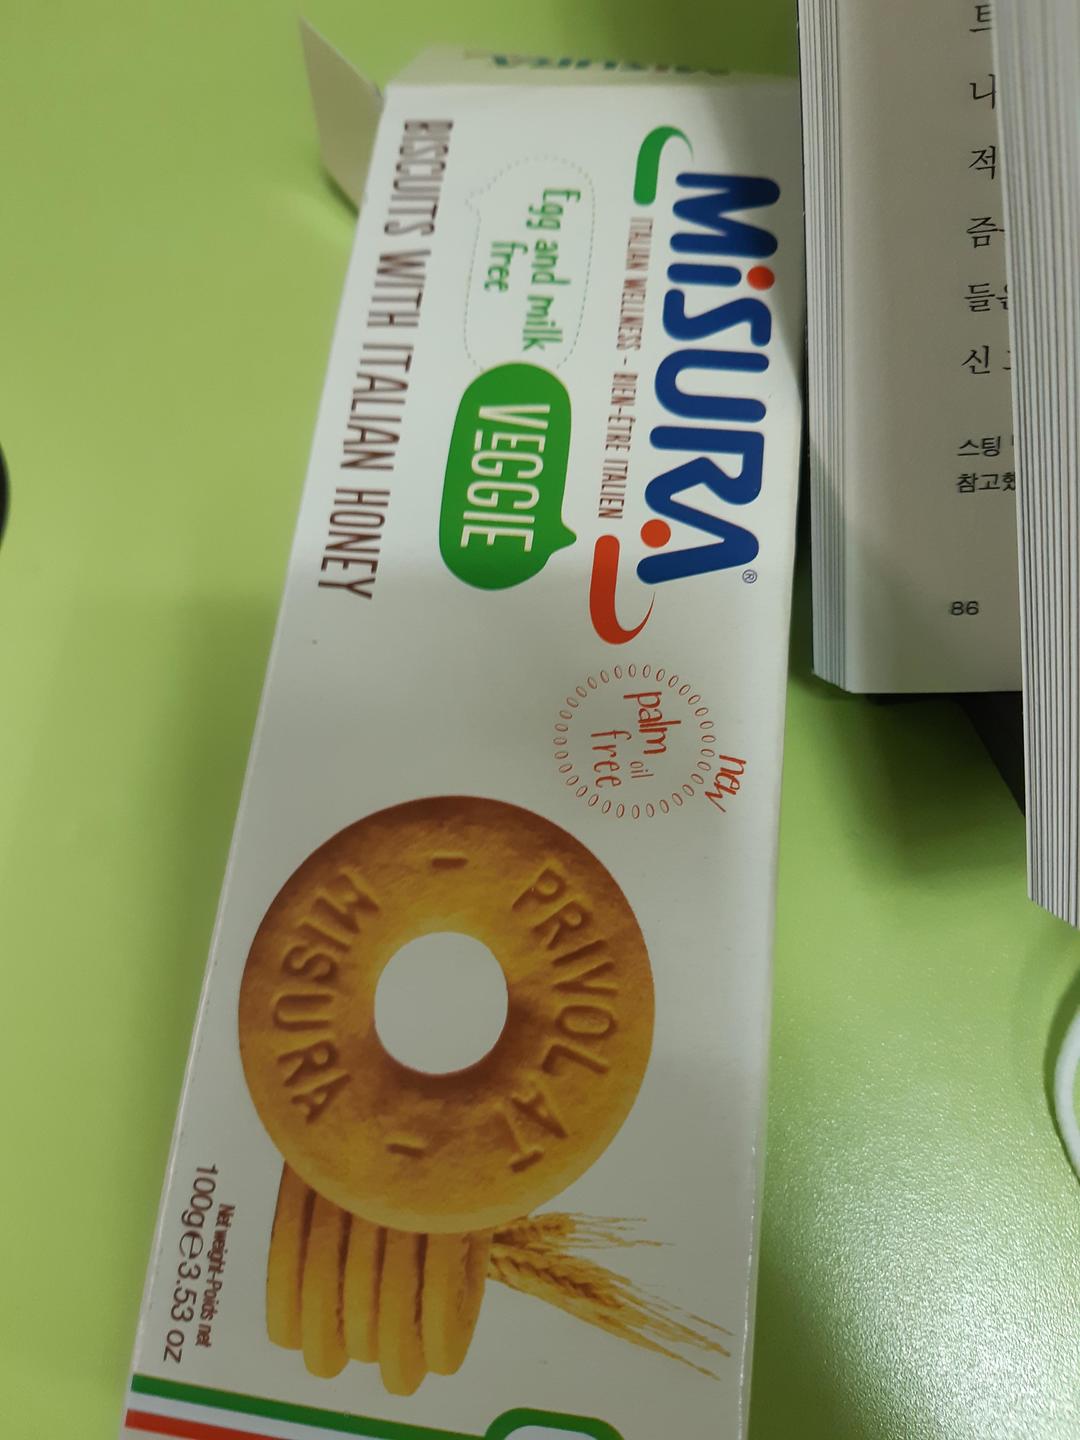 MiSURA®
ITALIAN WELLNESS - BIEN-ÊTRE ITALIEN
Egg and milk
free
VEGGIE
BISCUITS WITH ITALIAN HONEY
new
palm
oil
free
PRIVOLAT
MISURA
Net weight-Poids net
100g e 3.53 oz
MiSURA
트
나
적
즘
들은
신
스팅
참고했
86